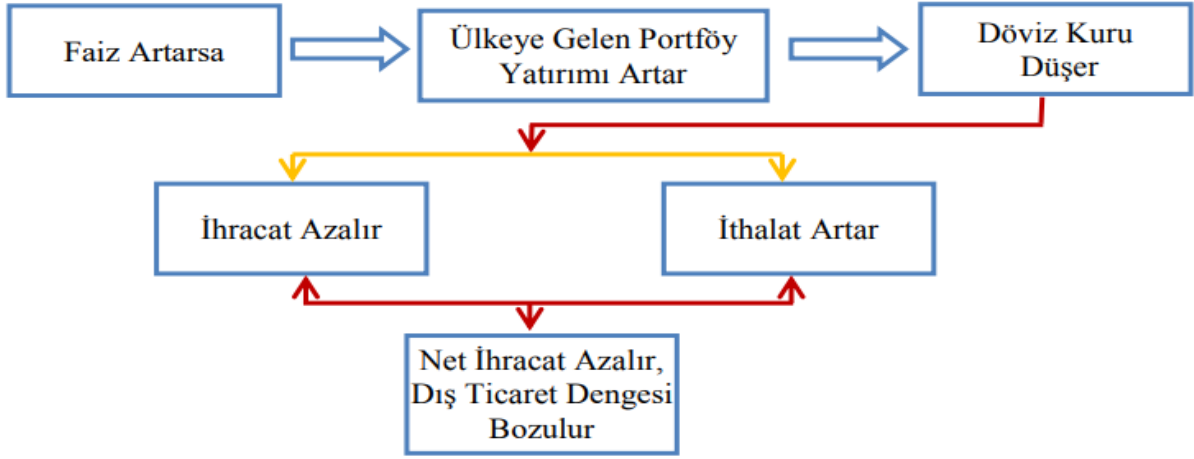 Faiz Artarsa
Ülkeye Gelen Portföy
Yatırımı Artar
Döviz Kuru
Düşer
İhracat Azalır
İthalat Artar
Net İhracat Azalır,
Dış Ticaret Dengesi
Bozulur